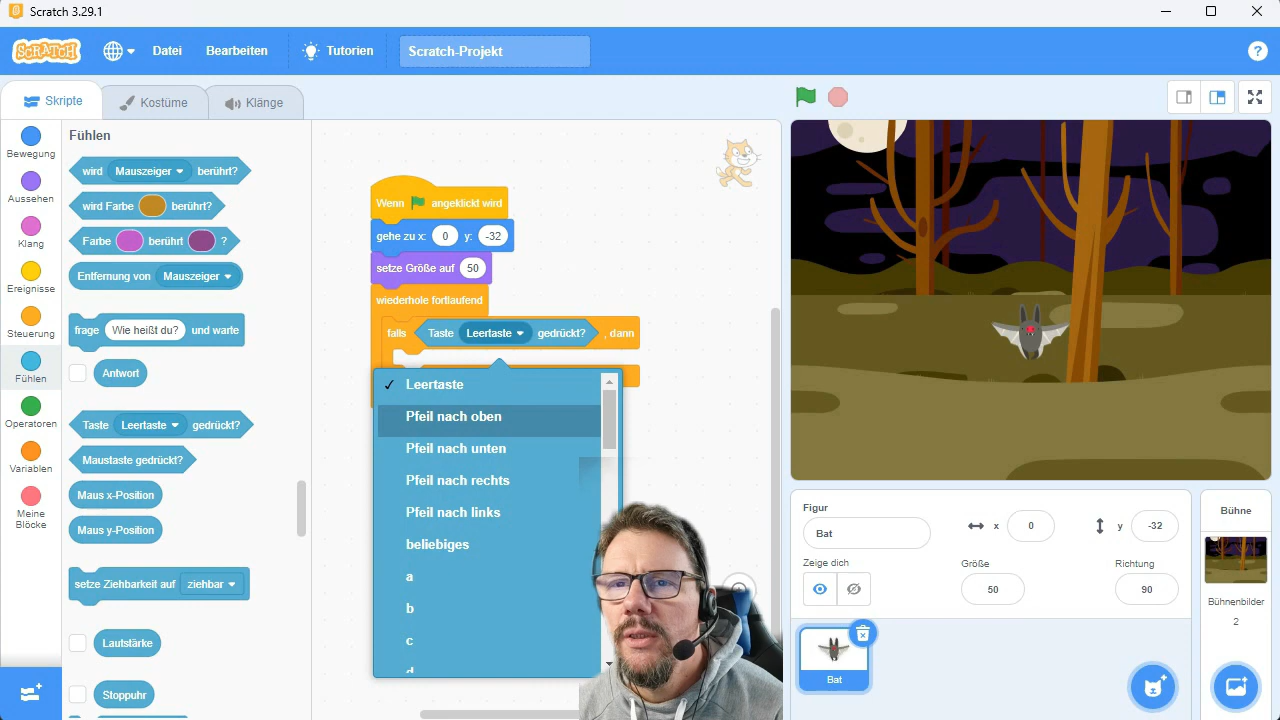 Scratch 3.29.1
SCRATCH
Datei
Bearbeiten
Tutorien
Scratch-Projekt
?
Skripte
Kostüme
Klänge
Bewegung
Aussehen
Klang
Ereignisse
Steuerung
Fühlen
Operatoren
Variablen
Meine Blöcke
Fühlen
wird Mauszeiger berührt?
wird Farbe berührt?
Farbe berührt ?
Entfernung von Mauszeiger
frage Wie heißt du? und warte
Antwort
Taste Leertaste gedrückt?
Maustaste gedrückt?
Maus x-Position
Maus y-Position
setze Ziehbarkeit auf ziehbar
Lautstärke
Stoppuhr
Wenn angeklickt wird
gehe zu x: 0 y: -32
setze Größe auf 50
wiederhole fortlaufend
falls Taste Leertaste gedrückt? , dann
✓ Leertaste
Pfeil nach oben
Pfeil nach unten
Pfeil nach rechts
Pfeil nach links
beliebiges
a
b
c
d
Figur
Bat
x 0
y -32
Zeige dich
Größe
50
Richtung
90
Bat
Bühne
Bühnenbilder
2